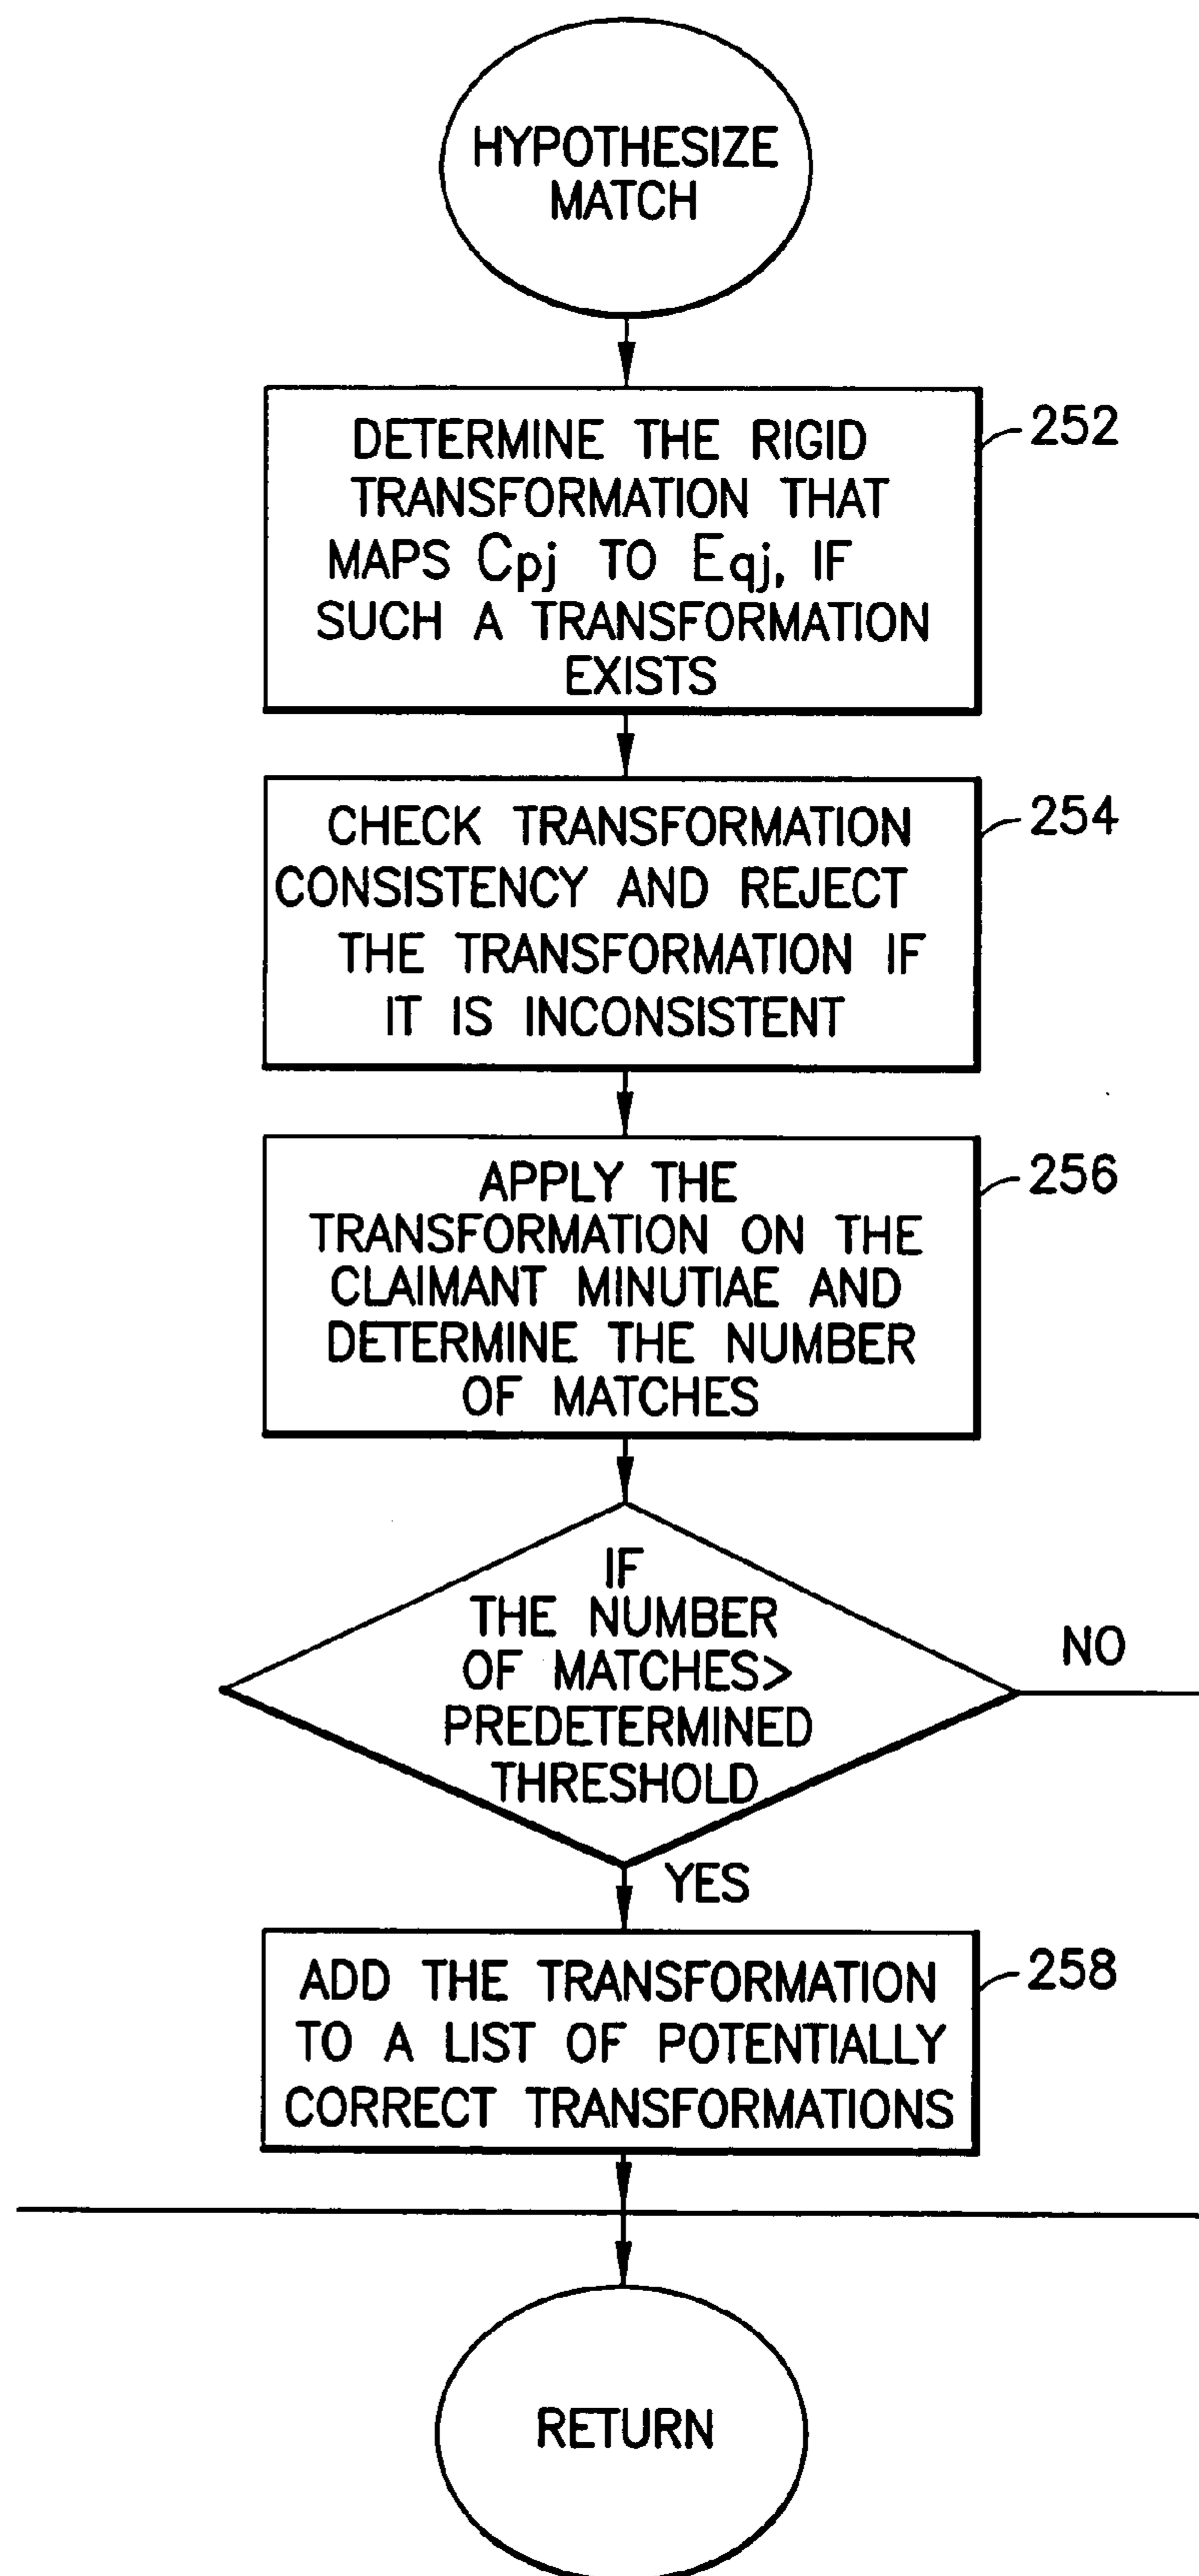 HYPOTHESIZE
MATCH
DETERMINE THE RIGID
TRANSFORMATION THAT
MAPS Cpj TO Eqj, IF
SUCH A TRANSFORMATION
EXISTS
252
CHECK TRANSFORMATION
CONSISTENCY AND REJECT
THE TRANSFORMATION IF
IT IS INCONSISTENT
254
APPLY THE
TRANSFORMATION ON THE
CLAIMANT MINUTIAE AND
DETERMINE THE NUMBER
OF MATCHES
256
IF
THE NUMBER
OF MATCHES>
PREDETERMINED
THRESHOLD
NO
YES
ADD THE TRANSFORMATION
TO A LIST OF POTENTIALLY
CORRECT TRANSFORMATIONS
258
RETURN